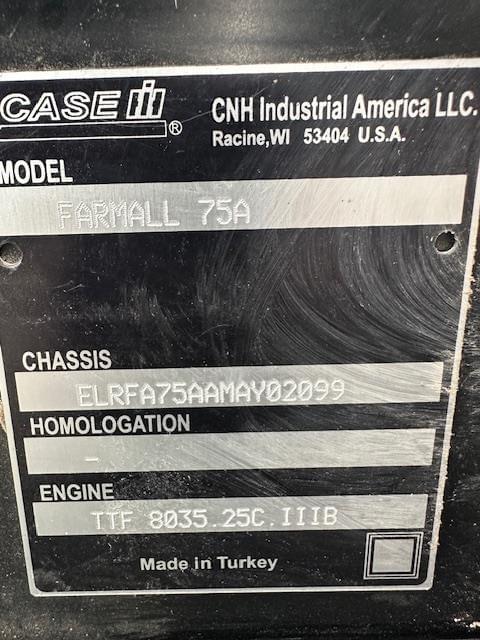 CASE IH ®
CNH Industrial America LLC.
Racine,WI 53404 U.S.A.
MODEL
FARMALL 75A
CHASSIS
ELRFA75AAMAY02099
HOMOLOGATION
-
ENGINE
TTF 8035.25C.IIIB
Made in Turkey